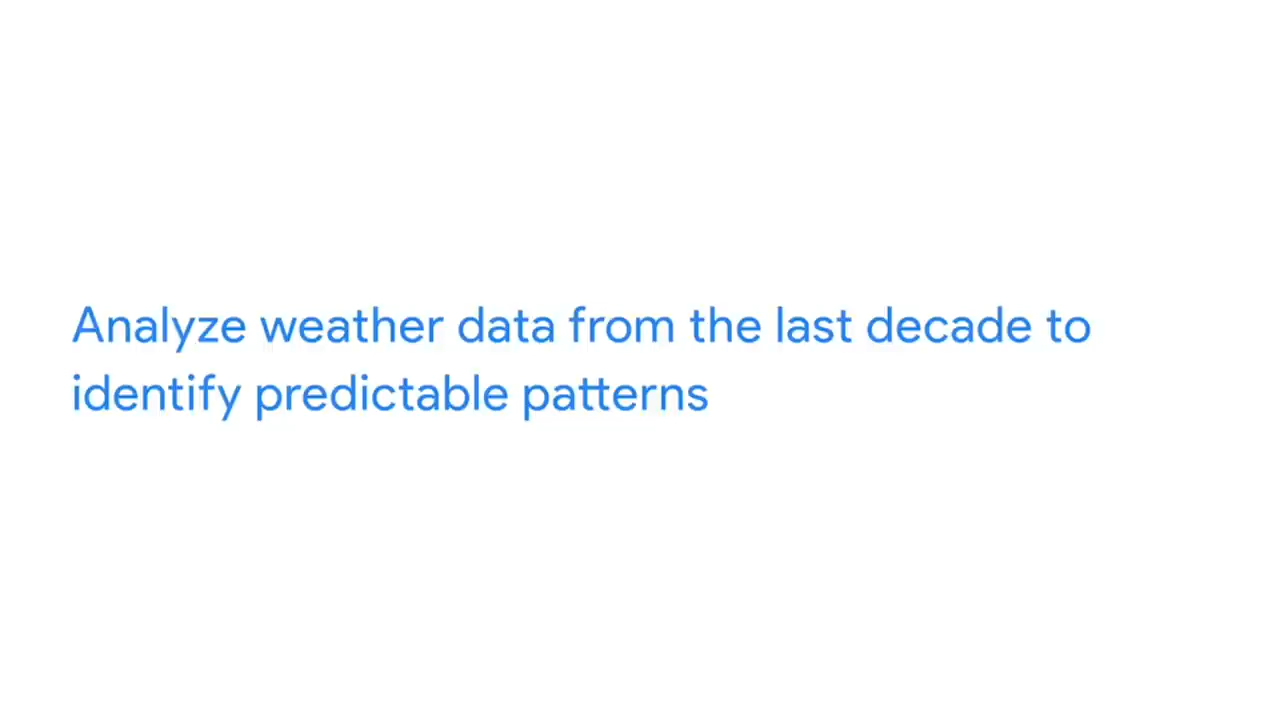 Analyze weather data from the last decade to
identify predictable patterns